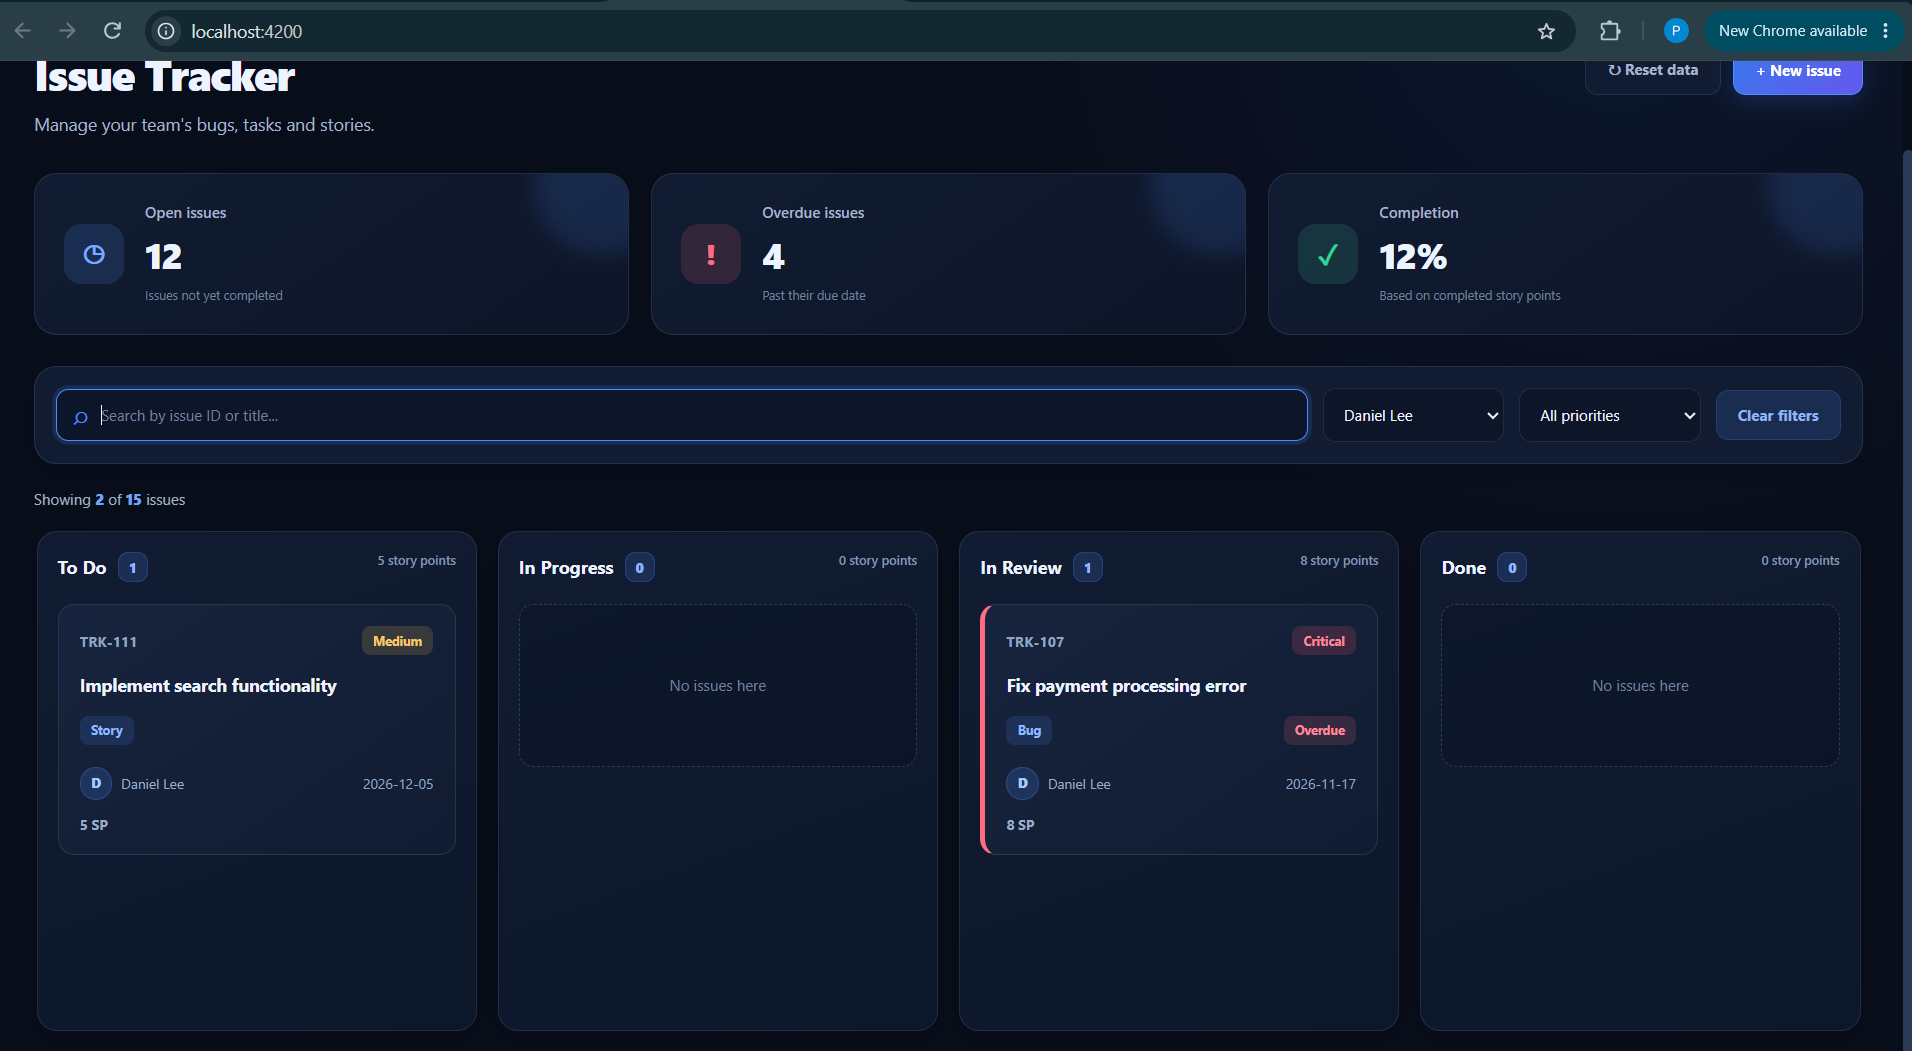 localhost:4200
P
New Chrome available
Issue Tracker
↻ Reset data
+ New issue
Manage your team's bugs, tasks and stories.
Open issues
12
Issues not yet completed
!
Overdue issues
4
Past their due date
✓
Completion
12%
Based on completed story points
Search by issue ID or title...
Daniel Lee
All priorities
Clear filters
Showing 2 of 15 issues
To Do 1
5 story points
TRK-111
Medium
Implement search functionality
Story
D Daniel Lee
2026-12-05
5 SP
In Progress 0
0 story points
No issues here
In Review 1
8 story points
TRK-107
Critical
Fix payment processing error
Bug
Overdue
D Daniel Lee
2026-11-17
8 SP
Done 0
0 story points
No issues here